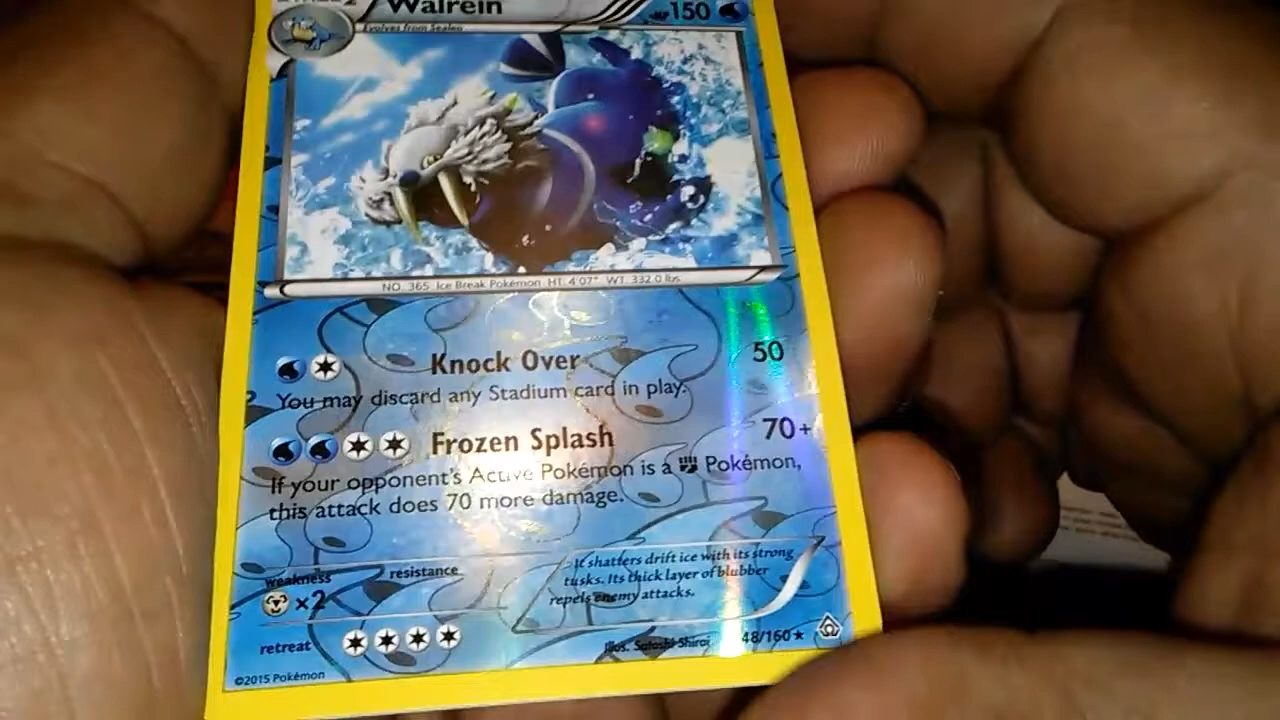 Walrein
HP150
Evolves from Sealeo
NO. 365 Ice Break Pokémon HT. 4'07" WT. 332.0 lbs
Knock Over 50
You may discard any Stadium card in play.
Frozen Splash 70+
If your opponent's Active Pokémon is a Pokémon,
this attack does 70 more damage.
weakness resistance
×2
It shatters drift ice with its strong
tusks. Its thick layer of blubber
repels enemy attacks.
retreat
Illus. Satoshi Shirai 48/160
©2015 Pokémon